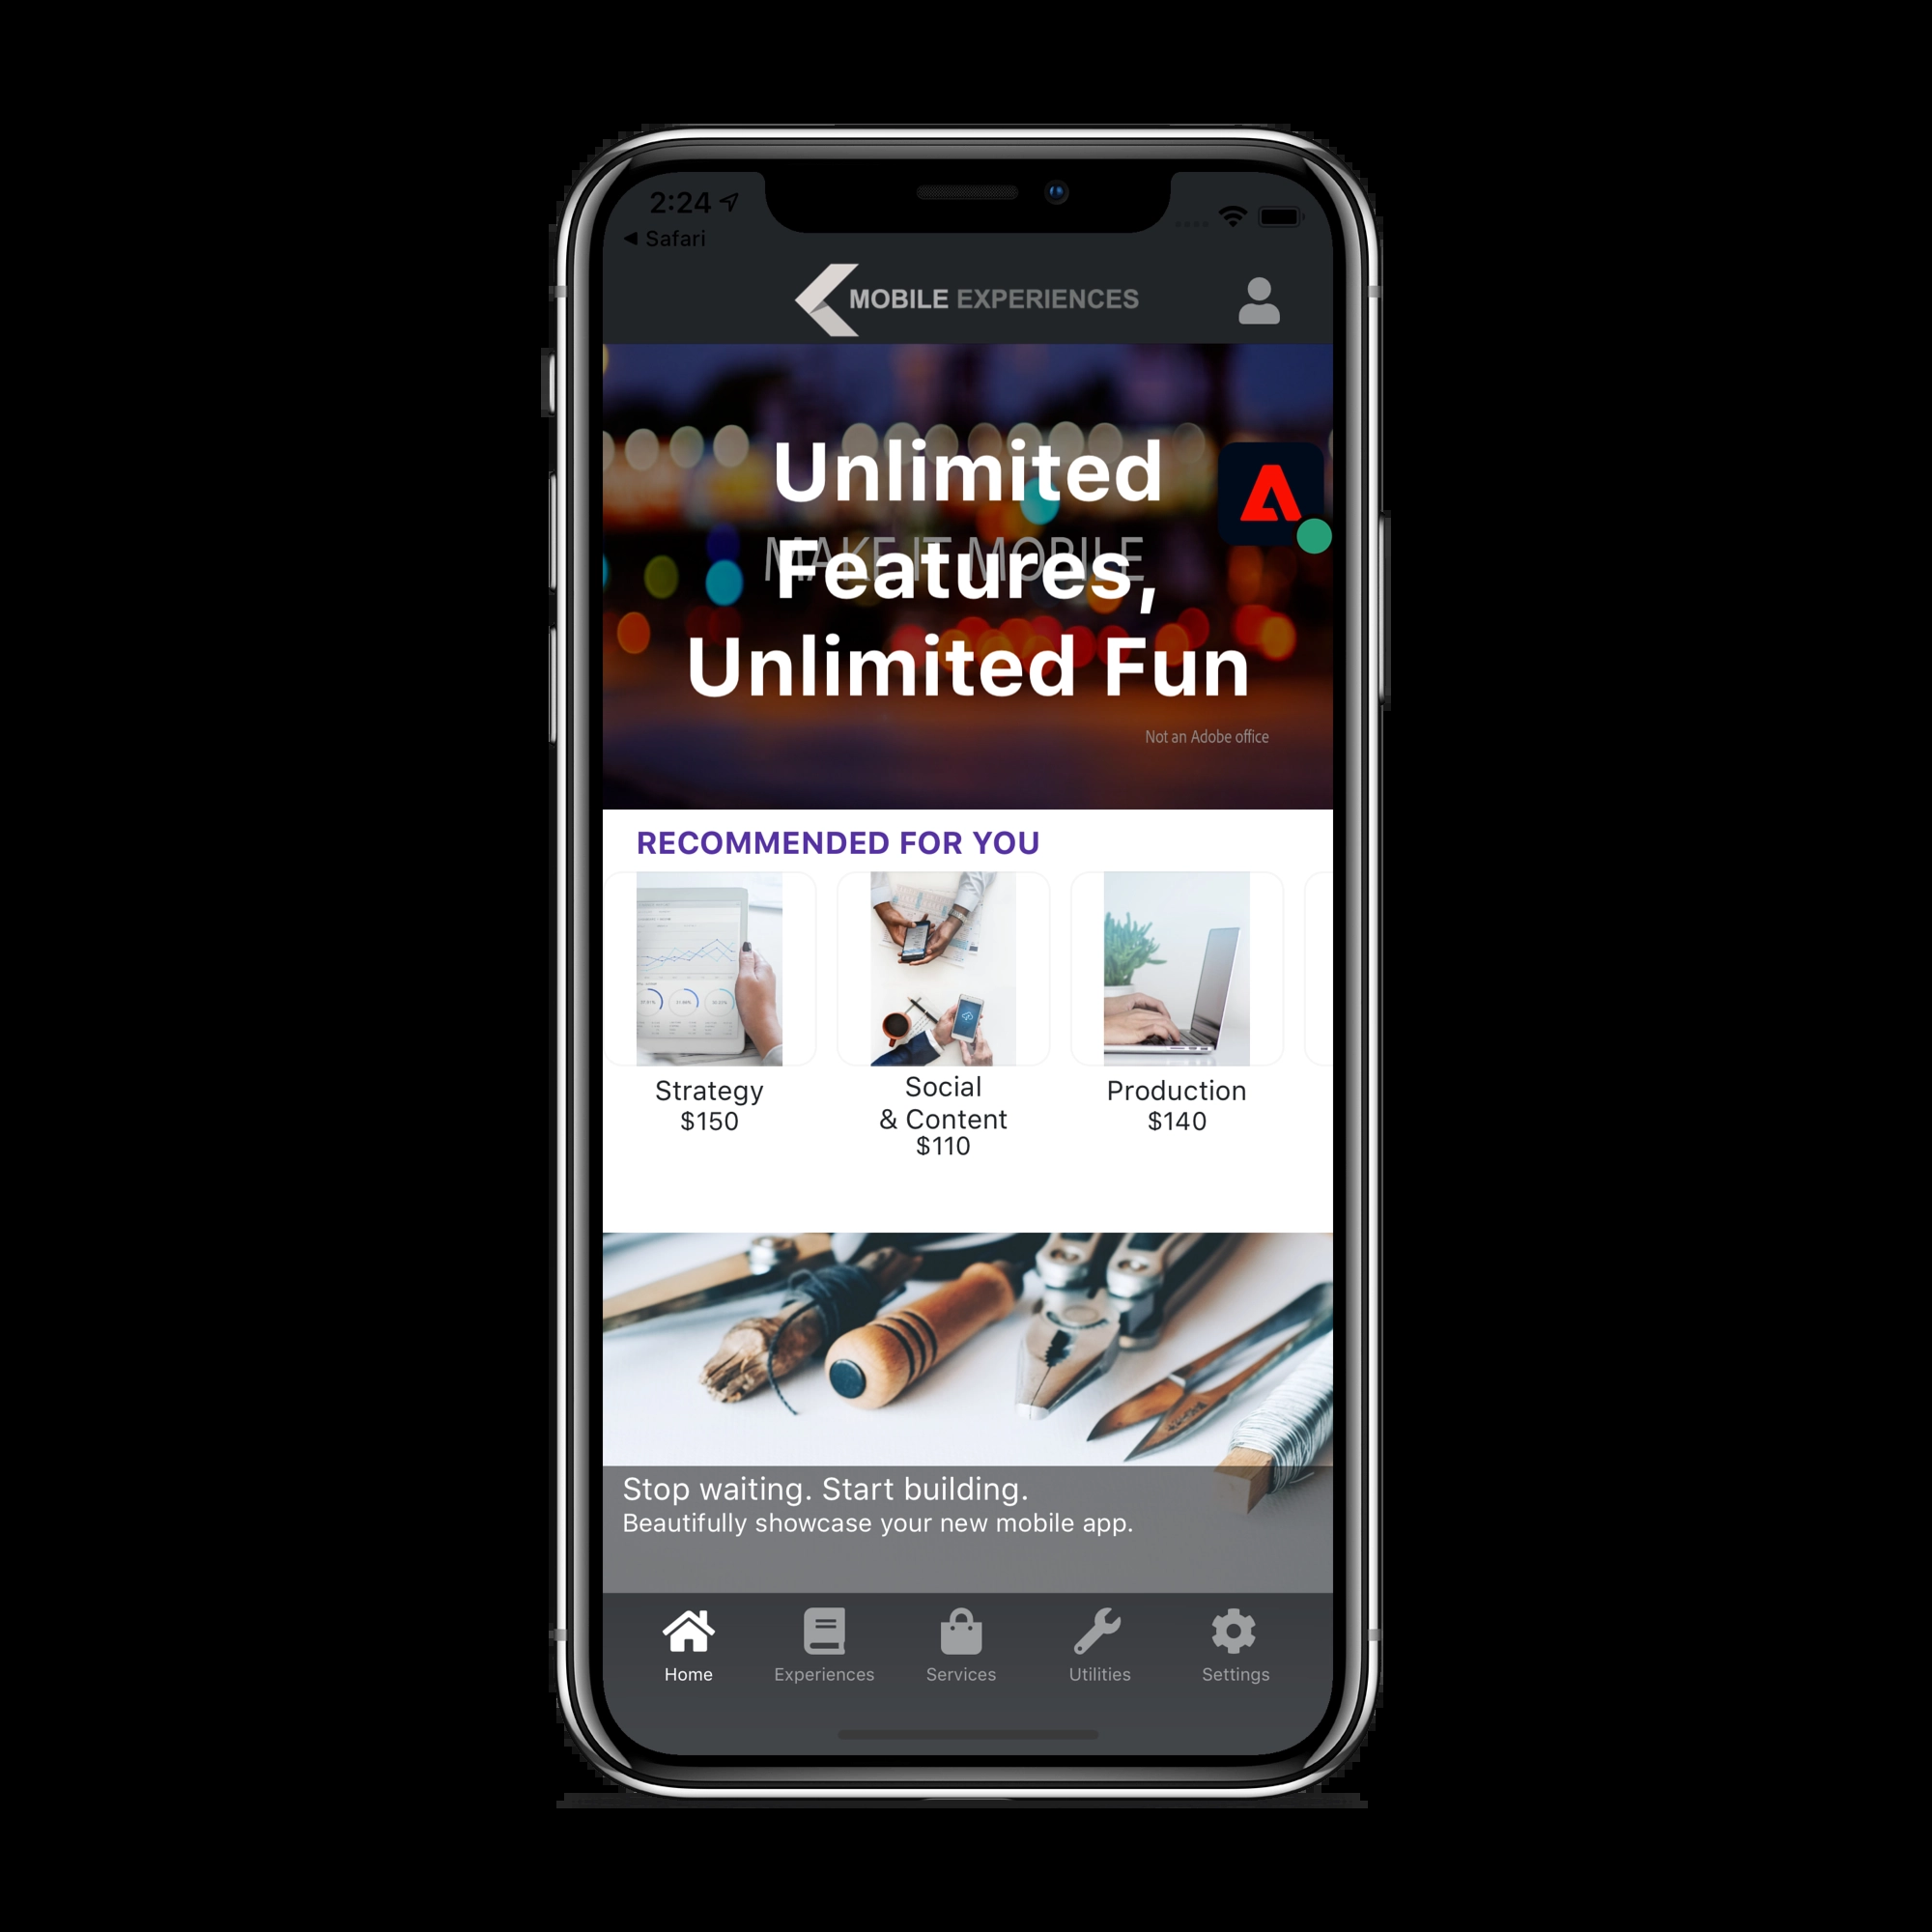 2:24
Safari
MOBILE EXPERIENCES
Unlimited
MAKE IT MOBILE
Features,
Unlimited Fun
Not an Adobe office
RECOMMENDED FOR YOU
Strategy
$150
Social
& Content
$110
Production
$140
Stop waiting. Start building.
Beautifully showcase your new mobile app.
Home
Experiences
Services
Utilities
Settings